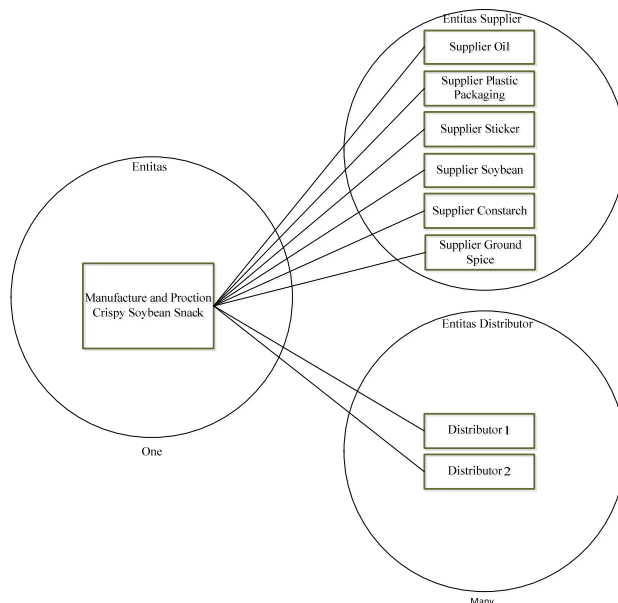 Entitas
Manufacture and Proction
Crispy Soybean Snack
One
Entitas Supplier
Supplier Oil
Supplier Plastic
Packaging
Supplier Sticker
Supplier Soybean
Supplier Constarch
Supplier Ground
Spice
Entitas Distributor
Distributor 1
Distributor 2
Many